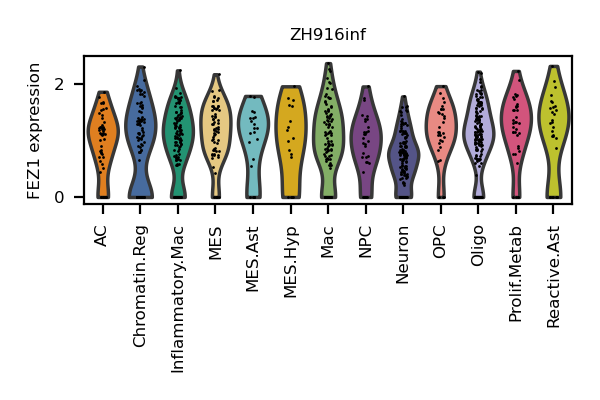 ZH916inf
FEZ1 expression
2
0
AC
Chromatin.Reg
Inflammatory.Mac
MES
MES.Ast
MES.Hyp
Mac
NPC
Neuron
OPC
Oligo
Prolif.Metab
Reactive.Ast